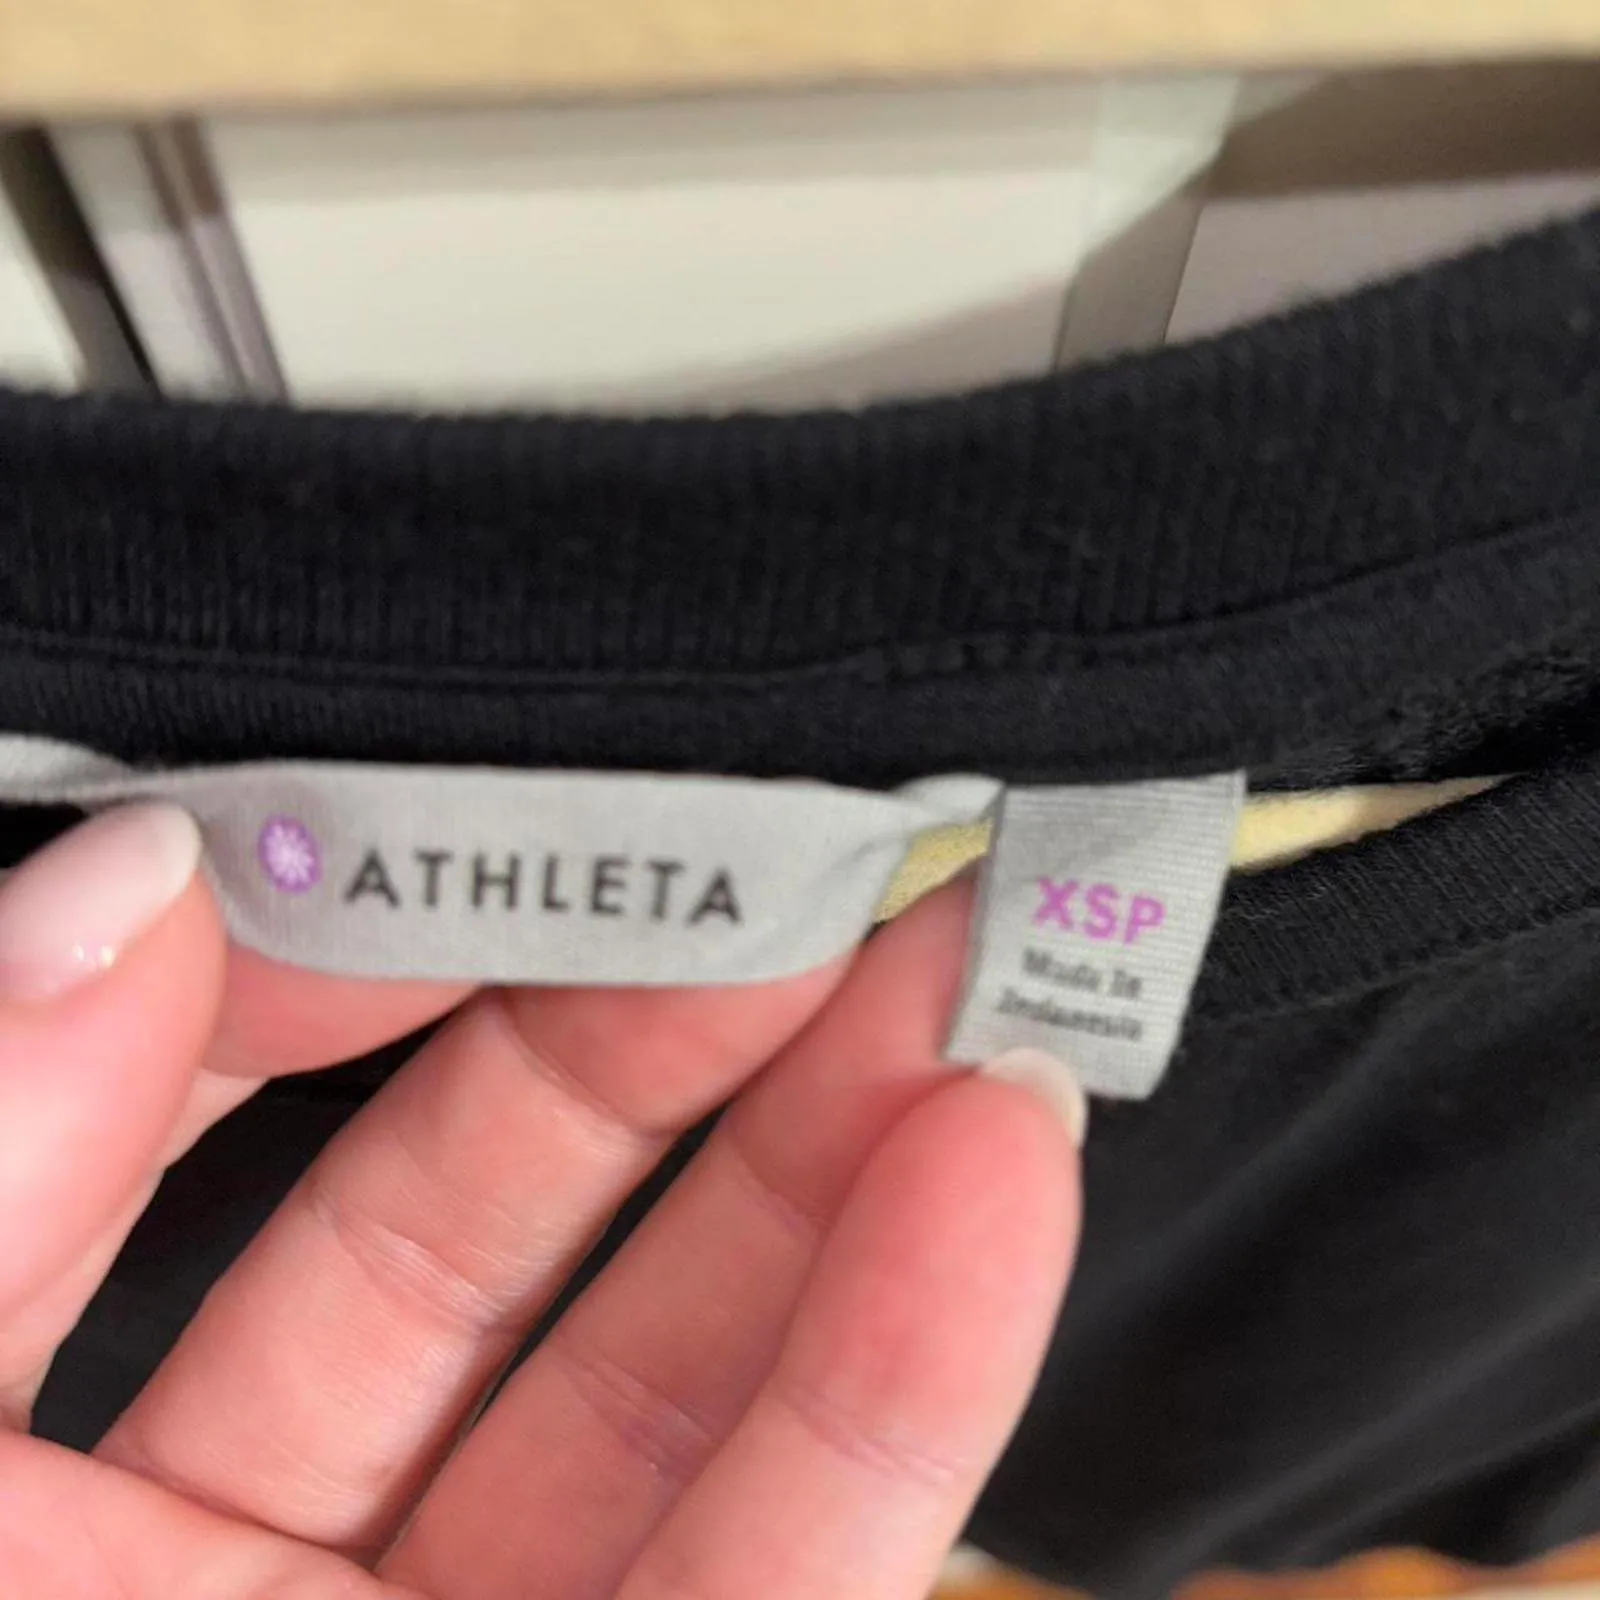 ATHLETA
XSP
Made In
Indonesia